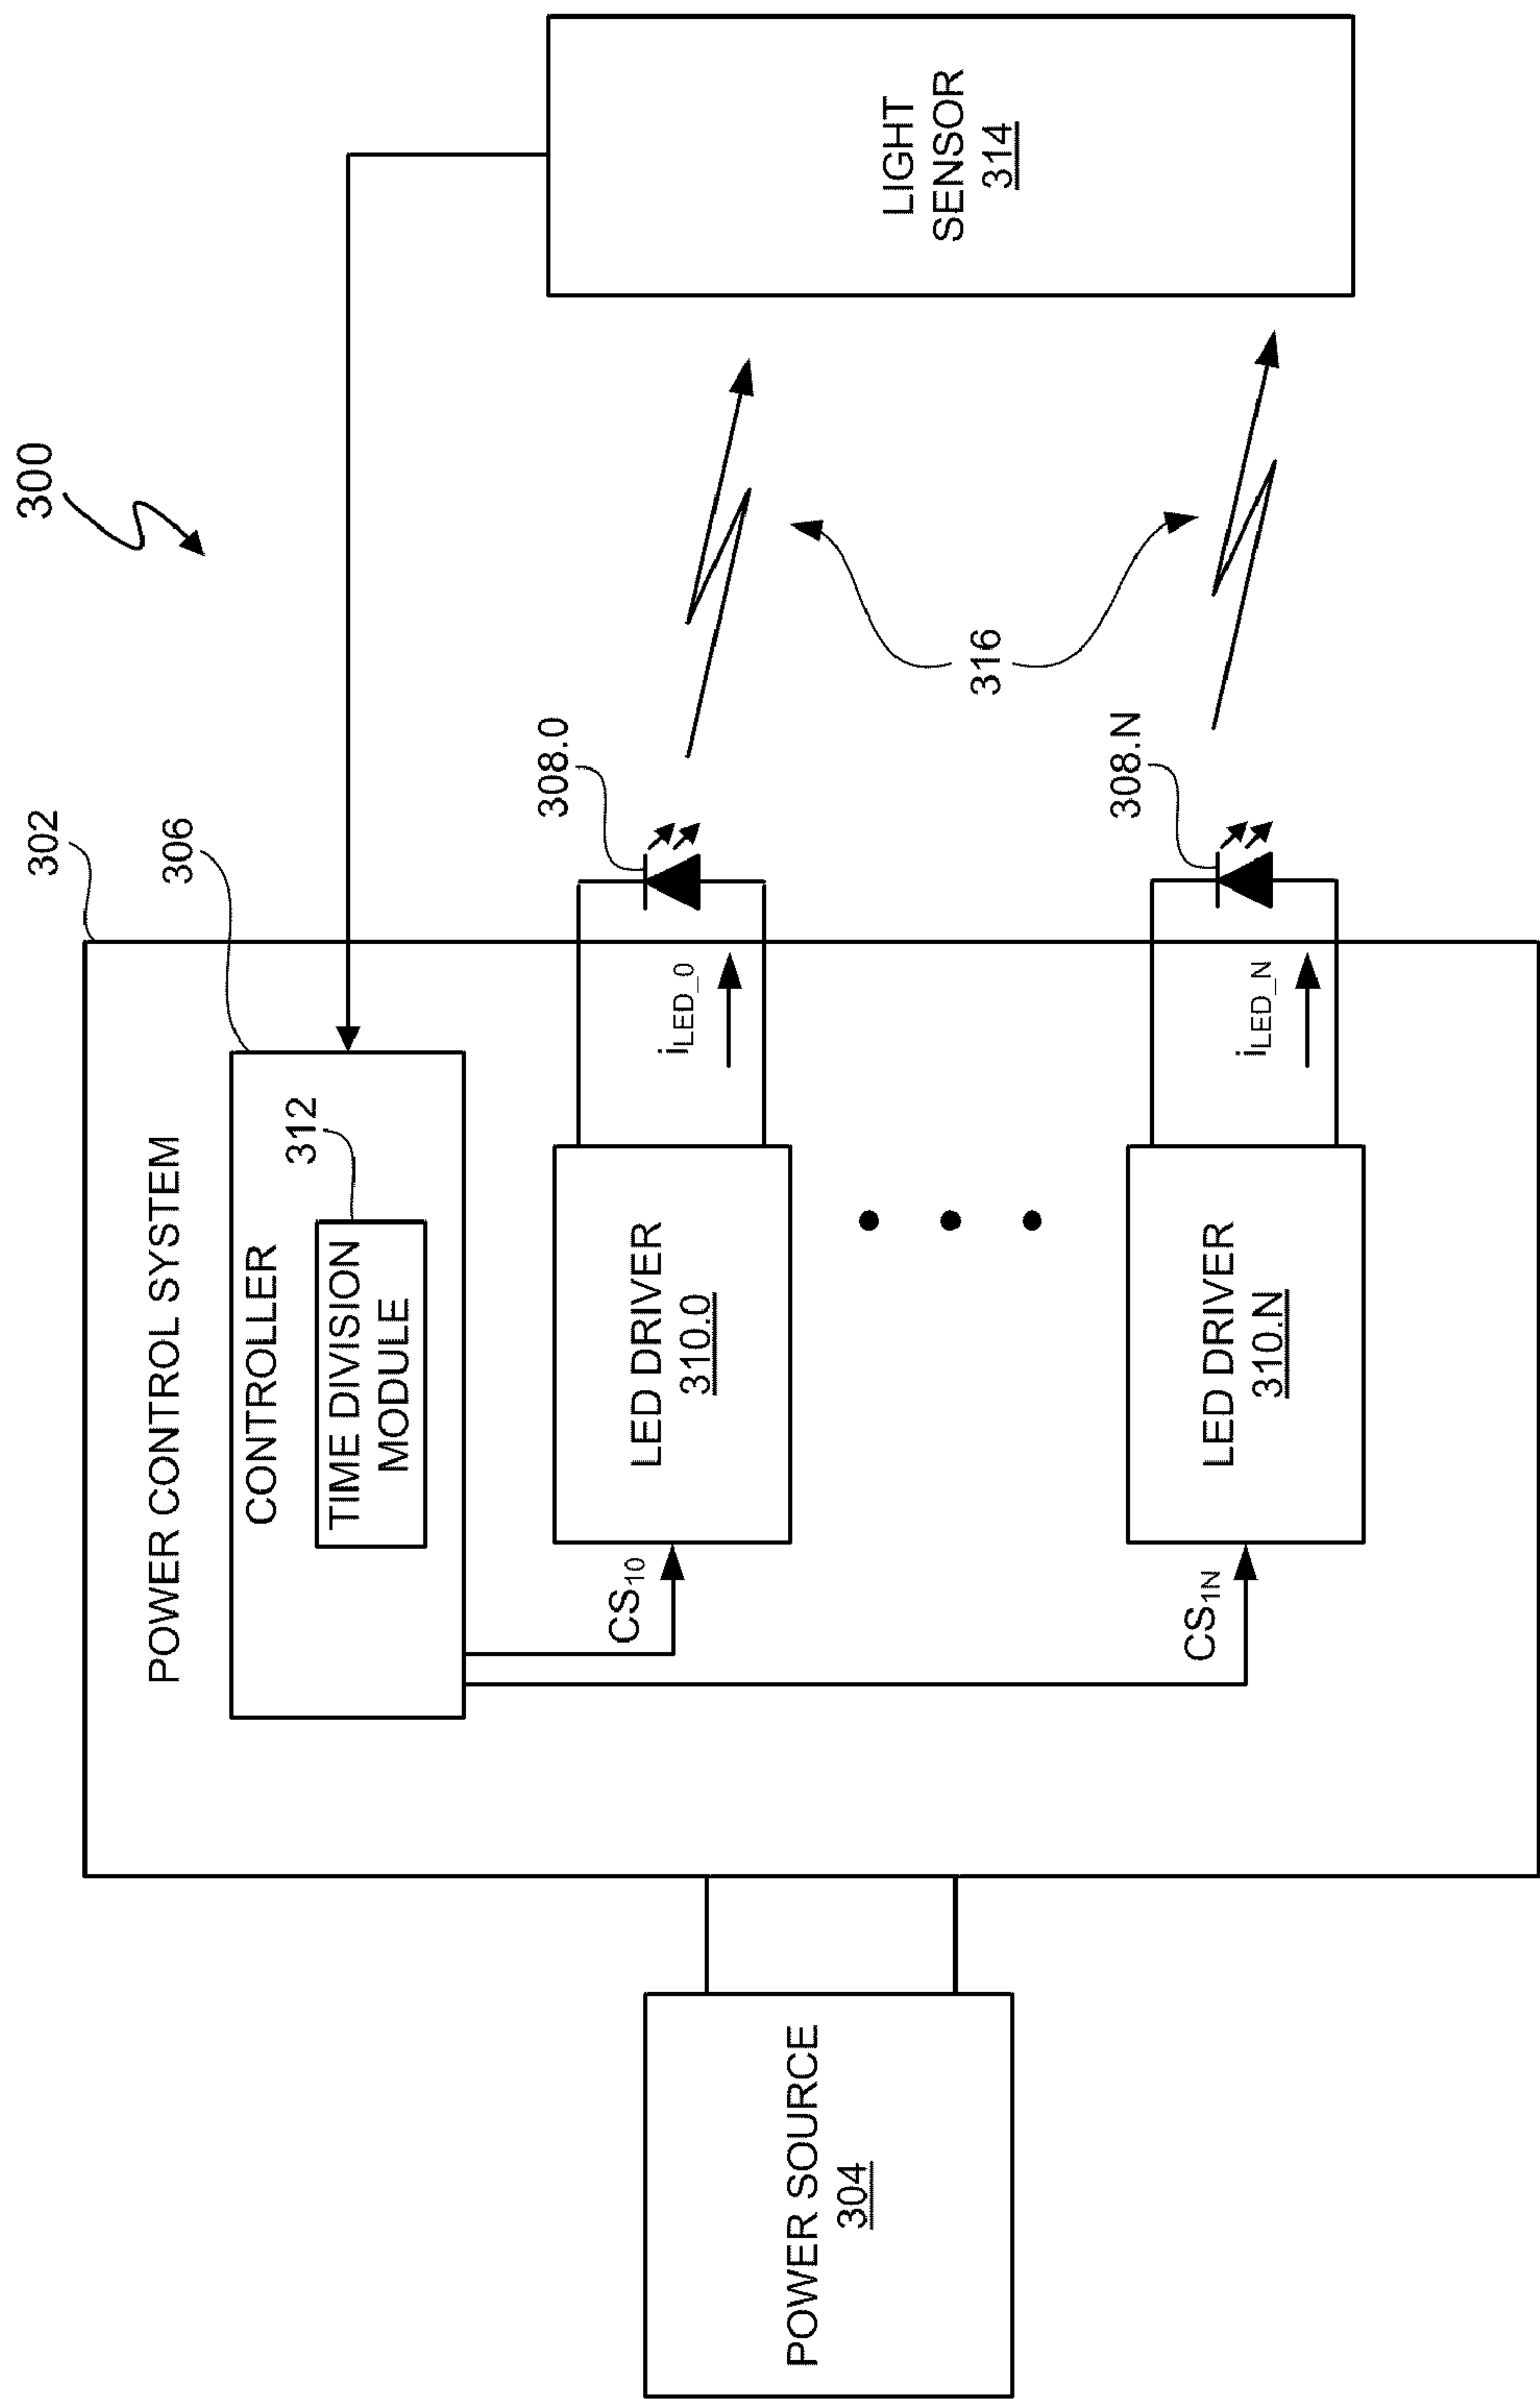 300
302
POWER CONTROL SYSTEM
306
CONTROLLER
312
TIME DIVISION
MODULE
308.0
LED DRIVER
310.0
CS10
iLED_0
316
LIGHT
SENSOR
314
POWER SOURCE
304
308.N
LED DRIVER
310.N
CS1N
iLED_N